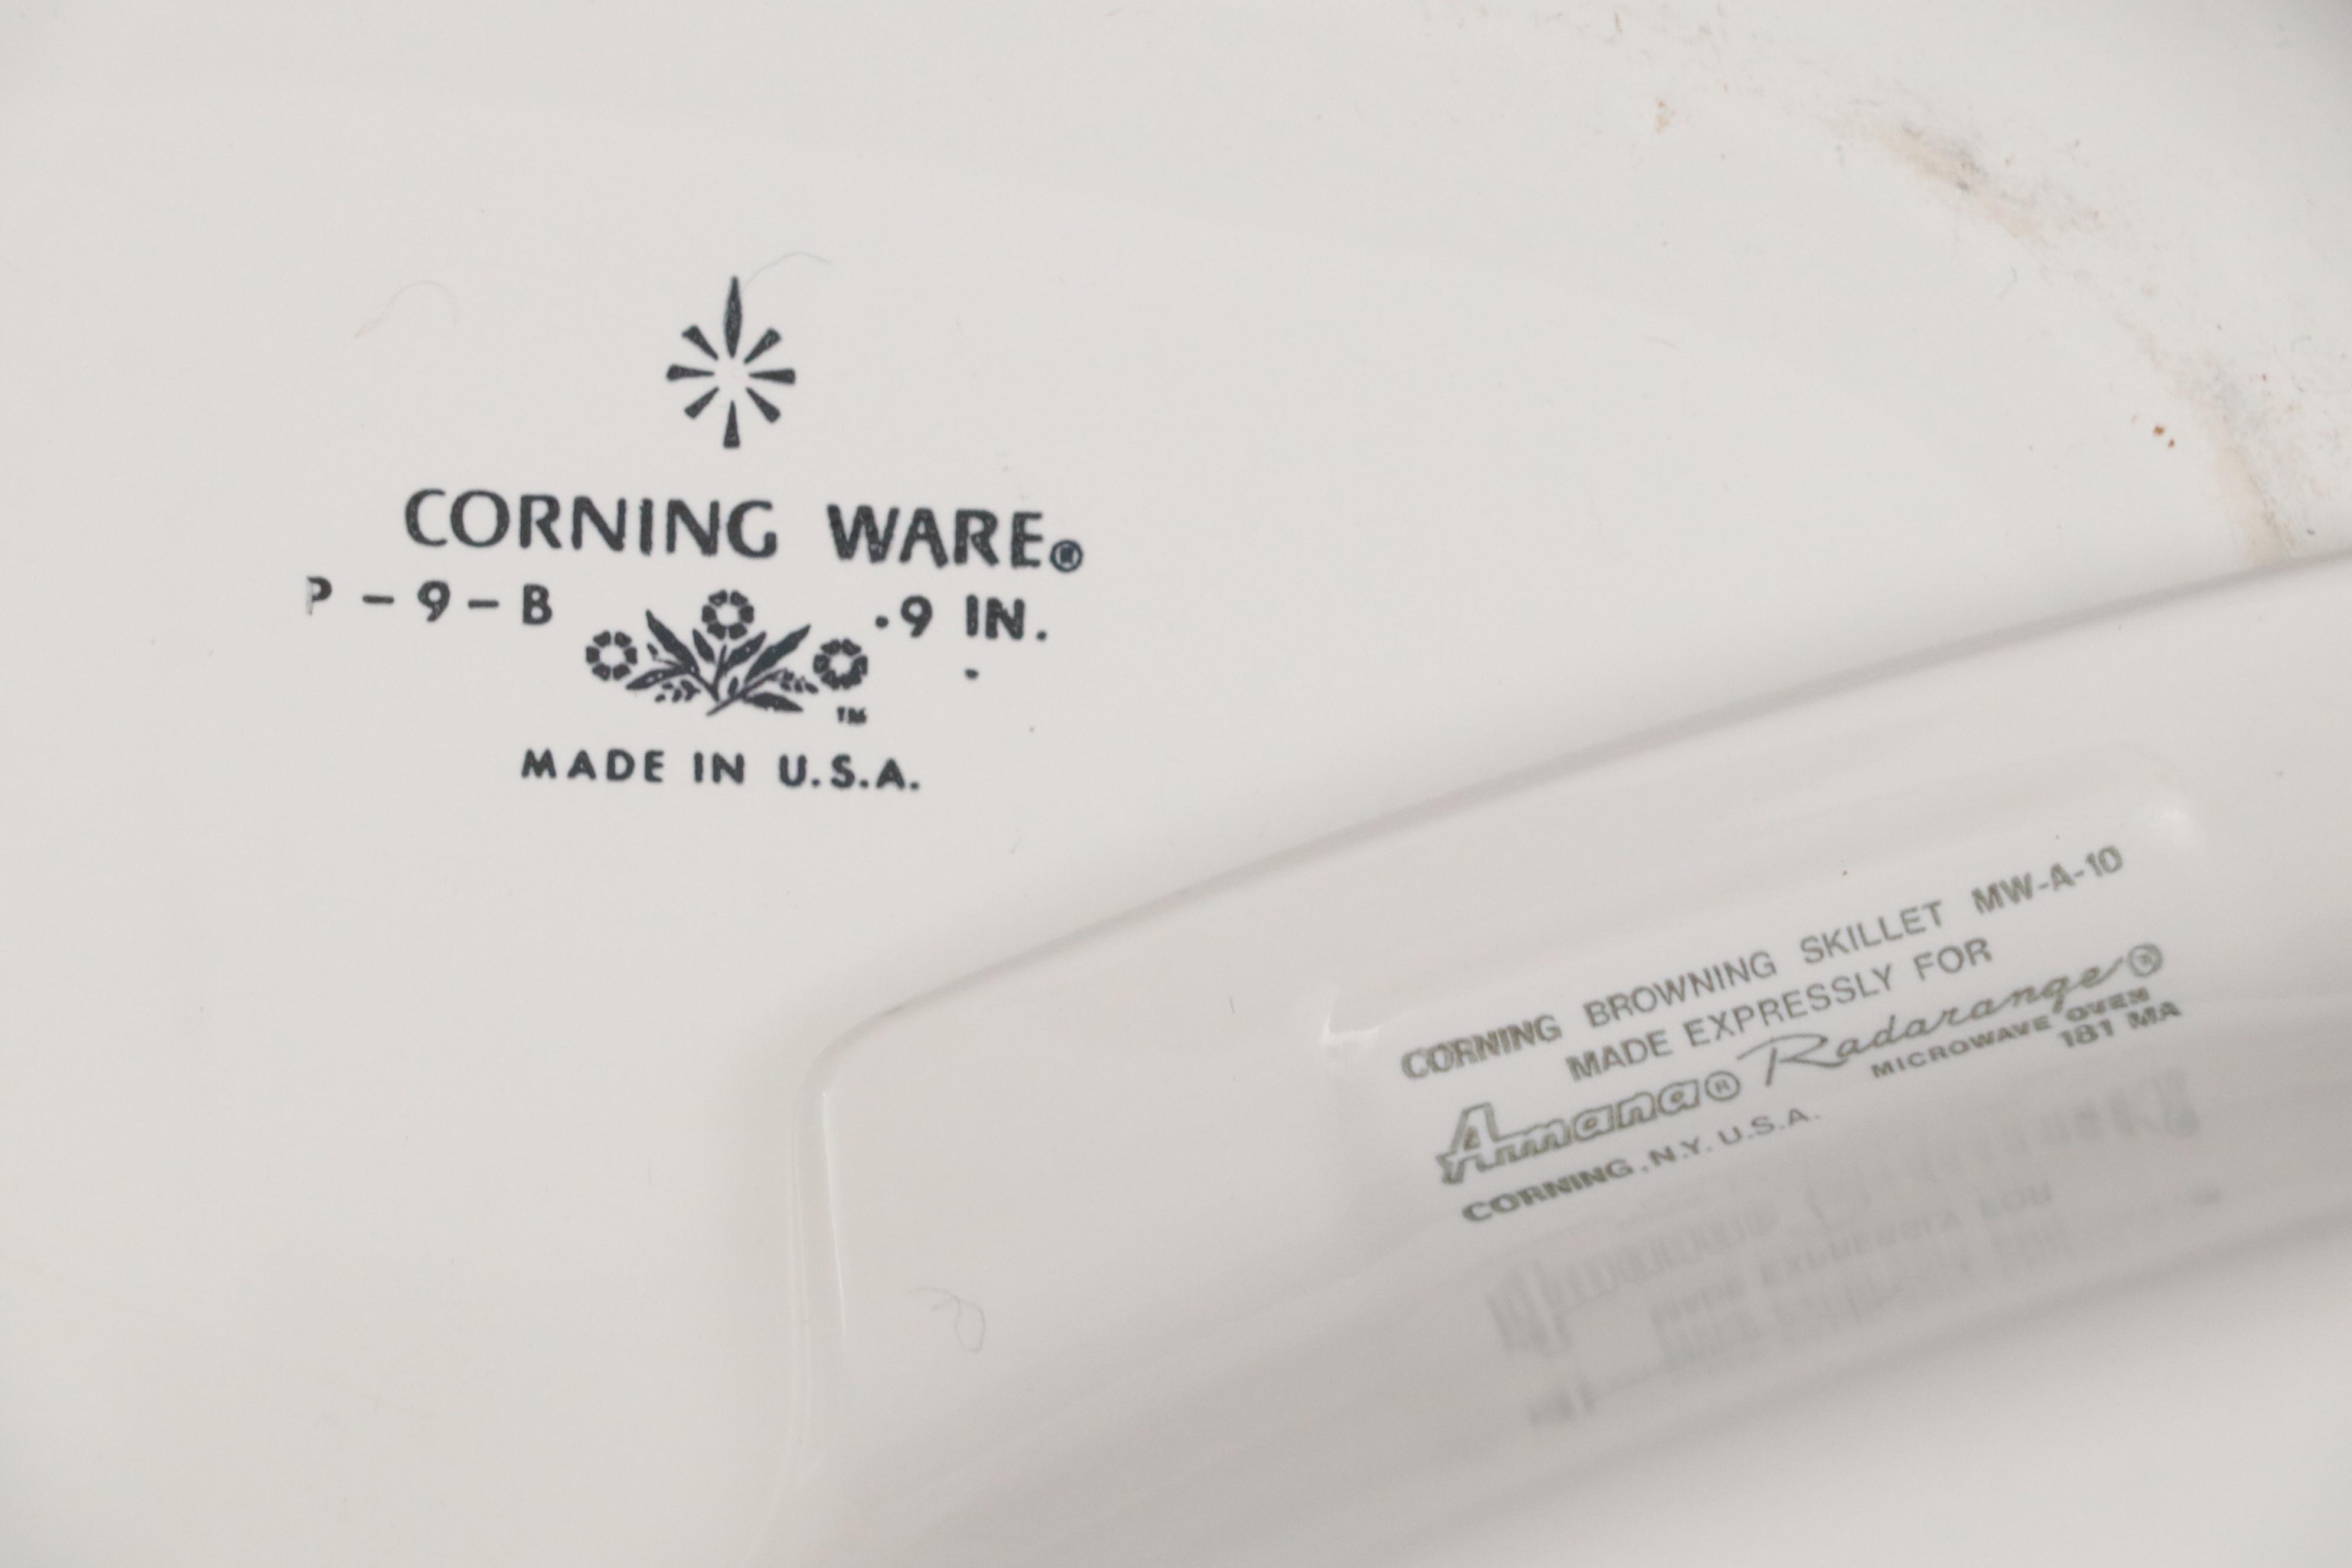 CORNING WARE®
P-9-B .9 IN.
TM
MADE IN U.S.A.
CORNING BROWNING SKILLET MW-A-10
MADE EXPRESSLY FOR
Amana® Radarange®
MICROWAVE OVEN
181 MA
CORNING, N.Y. U.S.A.